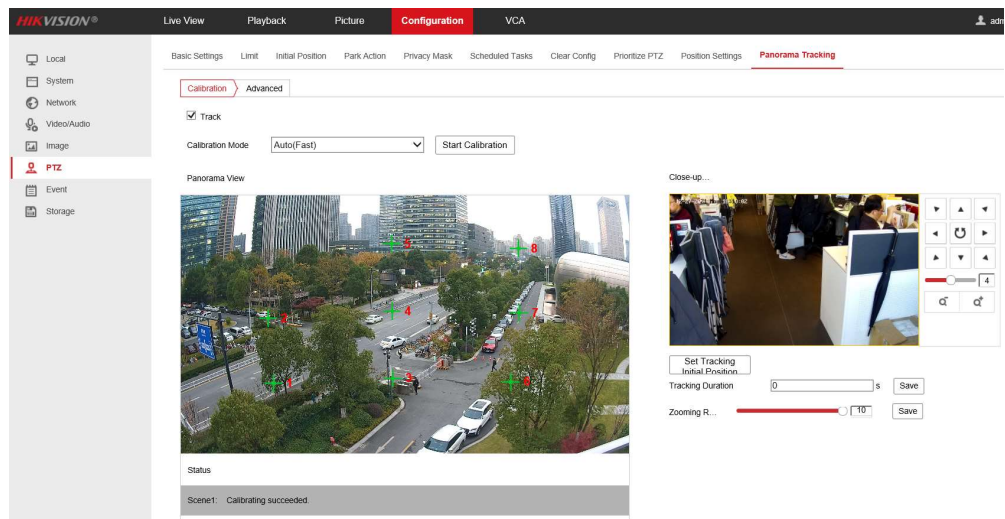 HIKVISION®
Live View Playback Picture Configuration VCA
adm
Local
System
Network
Video/Audio
Image
PTZ
Event
Storage
Basic Settings Limit Initial Position Park Action Privacy Mask Scheduled Tasks Clear Config Prioritize PTZ Position Settings Panorama Tracking
Calibration Advanced
Track
Calibration Mode Auto(Fast) Start Calibration
Panorama View
8
7
4
2
3
1
Status
Scene1: Calibrating succeeded.
Close-up...
4
Set Tracking
Initial Position
Tracking Duration 0 s Save
Zooming R... 10 Save